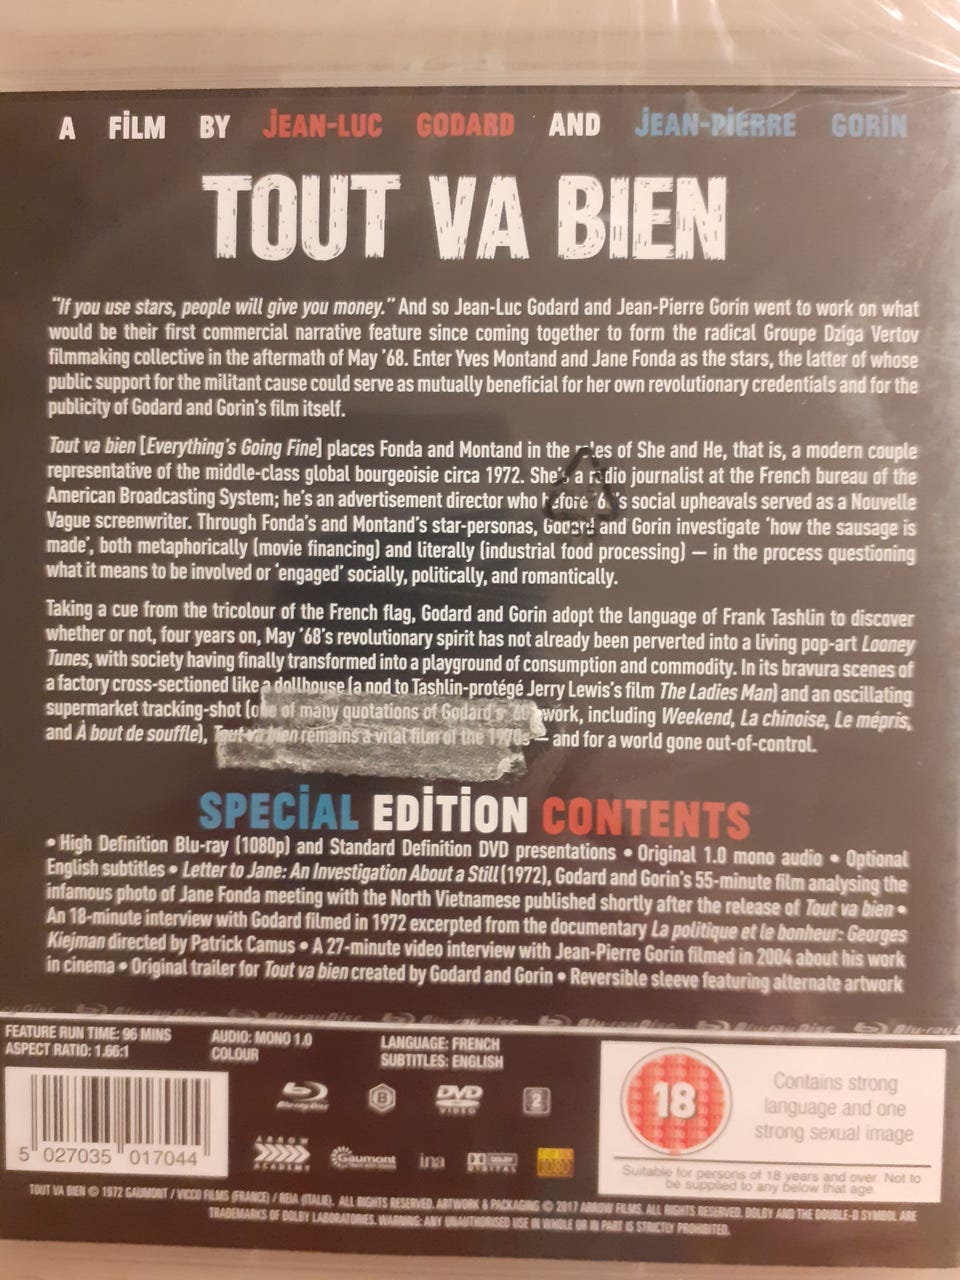 A FiLM BY JEAN-LUC GODARD AND JEAN-PiERRE GORiN
TOUT VA BIEN
“If you use stars, people will give you money.” And so Jean-Luc Godard and Jean-Pierre Gorin went to work on what
would be their first commercial narrative feature since coming together to form the radical Groupe Dziga Vertov
filmmaking collective in the aftermath of May ’68. Enter Yves Montand and Jane Fonda as the stars, the latter of whose
public support for the militant cause could serve as mutually beneficial for her own revolutionary credentials and for the
publicity of Godard and Gorin’s film itself.
Tout va bien [Everything’s Going Fine] places Fonda and Montand in the roles of She and He, that is, a modern couple
representative of the middle-class global bourgeoisie circa 1972. She’s a radio journalist at the French bureau of the
American Broadcasting System; he’s an advertisement director who before ’6 ’s social upheavals served as a Nouvelle
Vague screenwriter. Through Fonda’s and Montand’s star-personas, Godard and Gorin investigate ‘how the sausage is
made’, both metaphorically (movie financing) and literally (industrial food processing) — in the process questioning
what it means to be involved or ‘engaged’ socially, politically, and romantically.
Taking a cue from the tricolour of the French flag, Godard and Gorin adopt the language of Frank Tashlin to discover
whether or not, four years on, May ’68’s revolutionary spirit has not already been perverted into a living pop-art Looney
Tunes, with society having finally transformed into a playground of consumption and commodity. In its bravura scenes of
a factory cross-sectioned like a dollhouse (a nod to Tashlin-protégé Jerry Lewis’s film The Ladies Man) and an oscillating
supermarket tracking-shot (one of many quotations of Godard’s work, including Weekend, La chinoise, Le mépris,
and À bout de souffle), Tout va bien remains a vital film of the 1970s — and for a world gone out-of-control.
SPECiAL EDiTiON CONTENTS
• High Definition Blu-ray (1080p) and Standard Definition DVD presentations • Original 1.0 mono audio • Optional
English subtitles • Letter to Jane: An Investigation About a Still (1972), Godard and Gorin’s 55-minute film analysing the
infamous photo of Jane Fonda meeting with the North Vietnamese published shortly after the release of Tout va bien •
An 18-minute interview with Godard filmed in 1972 excerpted from the documentary La politique et le bonheur: Georges
Kiejman directed by Patrick Camus • A 27-minute video interview with Jean-Pierre Gorin filmed in 2004 about his work
in cinema • Original trailer for Tout va bien created by Godard and Gorin • Reversible sleeve featuring alternate artwork
FEATURE RUN TIME: 96 MINS
ASPECT RATIO: 1.66:1
AUDIO: MONO 1.0
COLOUR
LANGUAGE: FRENCH
SUBTITLES: ENGLISH
Blu-ray Disc
B
DVD VIDEO
2
ARROW ACADEMY
Gaumont
ina
DOLBY DIGITAL
1080
5 027035 017044
18
Contains strong
language and one
strong sexual image
Suitable for persons of 18 years and over. Not to
be supplied to any below that age.
TOUT VA BIEN © 1972 GAUMONT / VICCO FILMS (FRANCE) / REIA (ITALIE). ALL RIGHTS RESERVED. ARTWORK & PACKAGING © 2017 ARROW FILMS. ALL RIGHTS RESERVED. DOLBY AND THE DOUBLE-D SYMBOL ARE
TRADEMARKS OF DOLBY LABORATORIES. WARNING: ANY UNAUTHORISED USE IN WHOLE OR IN PART IS STRICTLY PROHIBITED.